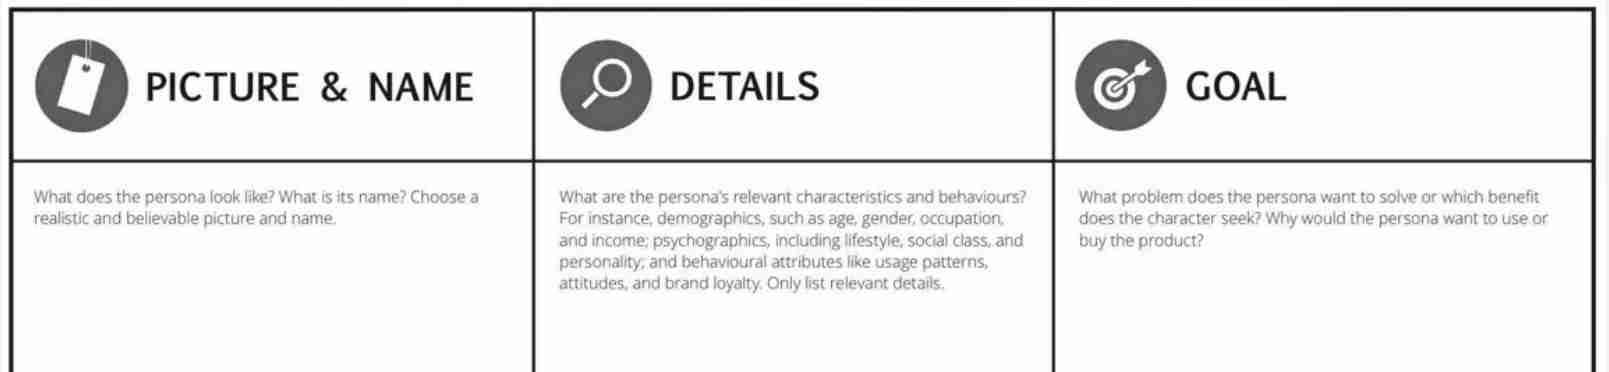 PICTURE & NAME
DETAILS
GOAL
What does the persona look like? What is its name? Choose a
realistic and believable picture and name.
What are the persona's relevant characteristics and behaviours?
For instance, demographics, such as age, gender, occupation,
and income; psychographics, including lifestyle, social class, and
personality; and behavioural attributes like usage patterns,
attitudes, and brand loyalty. Only list relevant details.
What problem does the persona want to solve or which benefit
does the character seek? Why would the persona want to use or
buy the product?